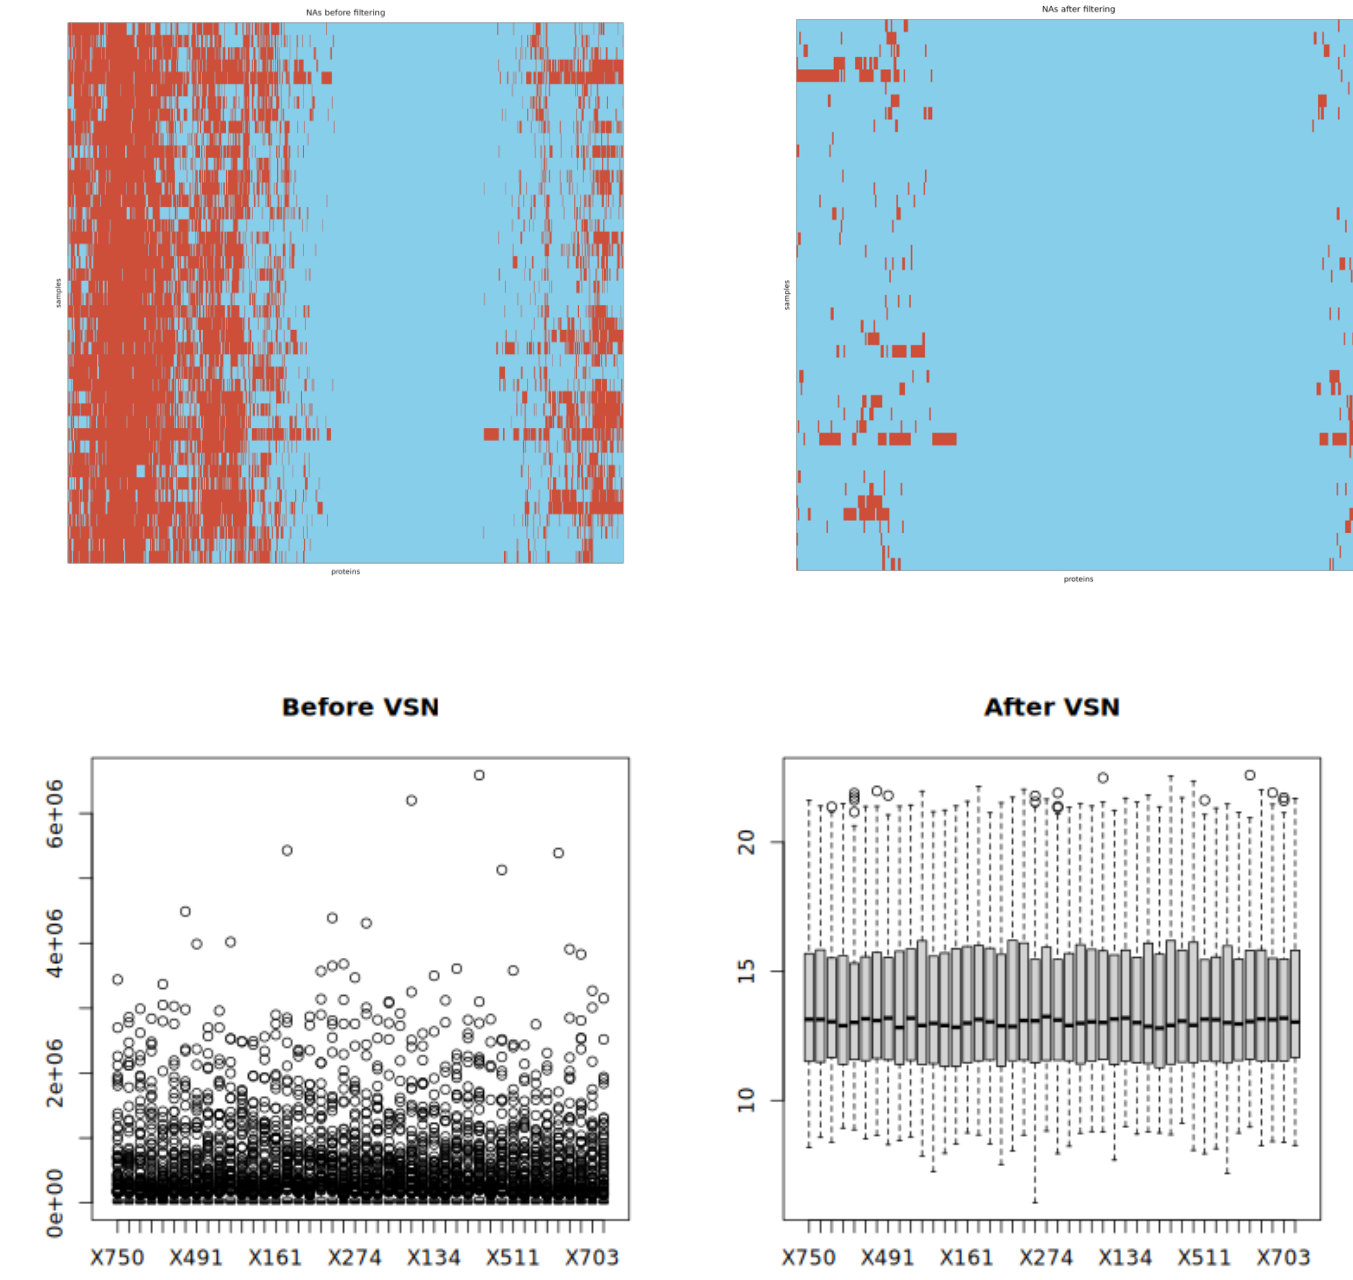 NAs before filtering
NAs after filtering
samples
samples
proteins
proteins
Before VSN
After VSN
6e+06
4e+06
2e+06
0e+00
20
15
10
X750 X491 X161 X274 X134 X511 X703
X750 X491 X161 X274 X134 X511 X703